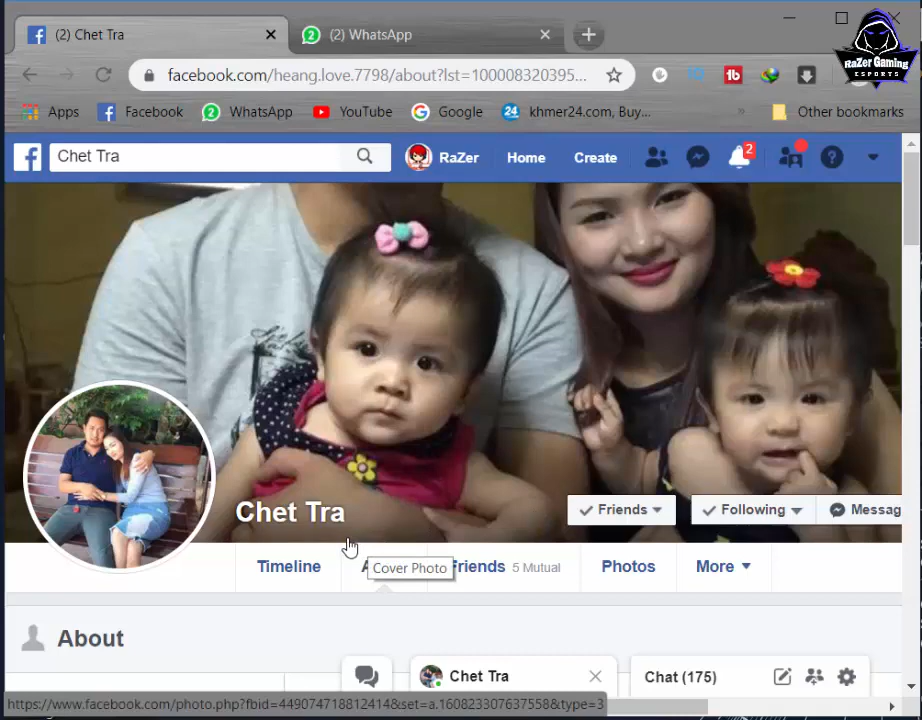 (2) Chet Tra
(2) WhatsApp
RaZer Gaming
ESPORTS
facebook.com/heang.love.7798/about?lst=100008320395...
Apps
Facebook
2
WhatsApp
YouTube
Google
24
khmer24.com, Buy...
»
Other bookmarks
Chet Tra
RaZer
Home
Create
2
Chet Tra
Friends
Following
Messag
Timeline
A
Cover Photo
Friends 5 Mutual
Photos
More
About
Chet Tra
Chat (175)
https://www.facebook.com/photo.php?fbid=449074718812414&set=a.160823307637558&type=3